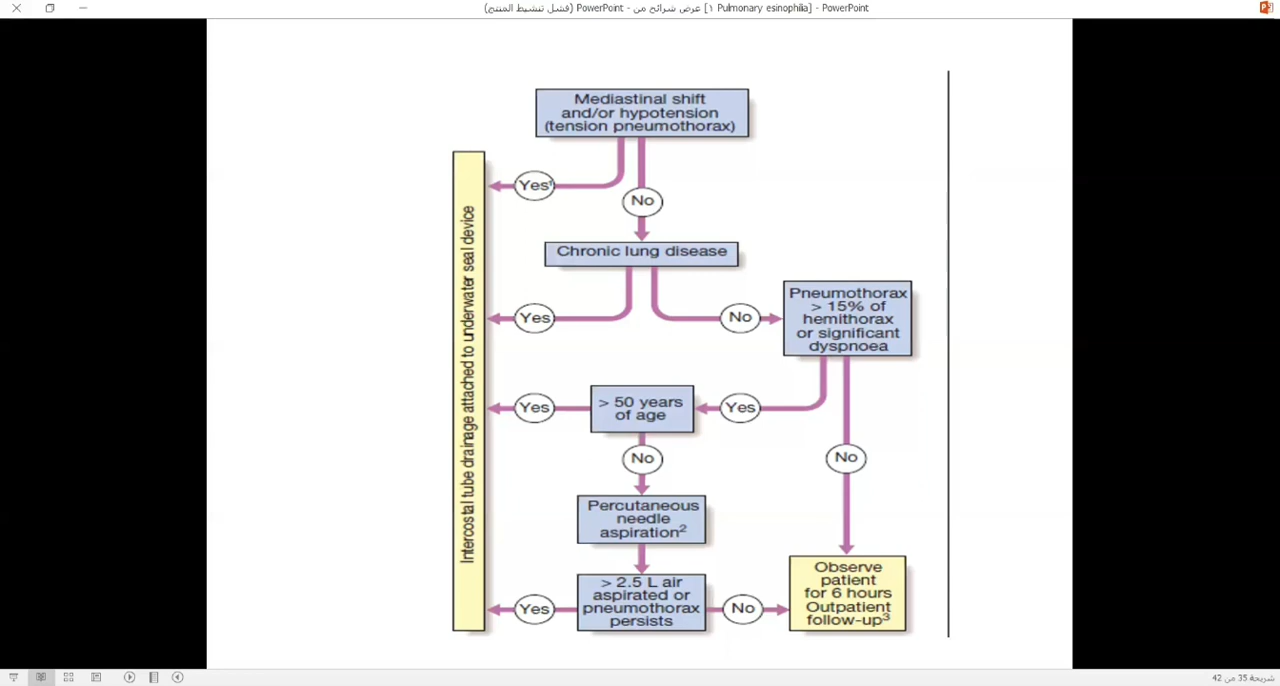 عرض شرائح من - PowerPoint (فشل تنشيط المنتج) [١ Pulmonary esinophilia] - PowerPoint
Mediastinal shift
and/or hypotension
(tension pneumothorax)
Yes¹
No
Chronic lung disease
Yes
No
Pneumothorax
> 15% of
hemithorax
or significant
dyspnoea
> 50 years
of age
Yes
Yes
No
No
Percutaneous
needle
aspiration²
> 2.5 L air
aspirated or
pneumothorax
persists
Yes
No
Observe
patient
for 6 hours
Outpatient
follow-up³
Intercostal tube drainage attached to underwater seal device
شريحة 35 من 42